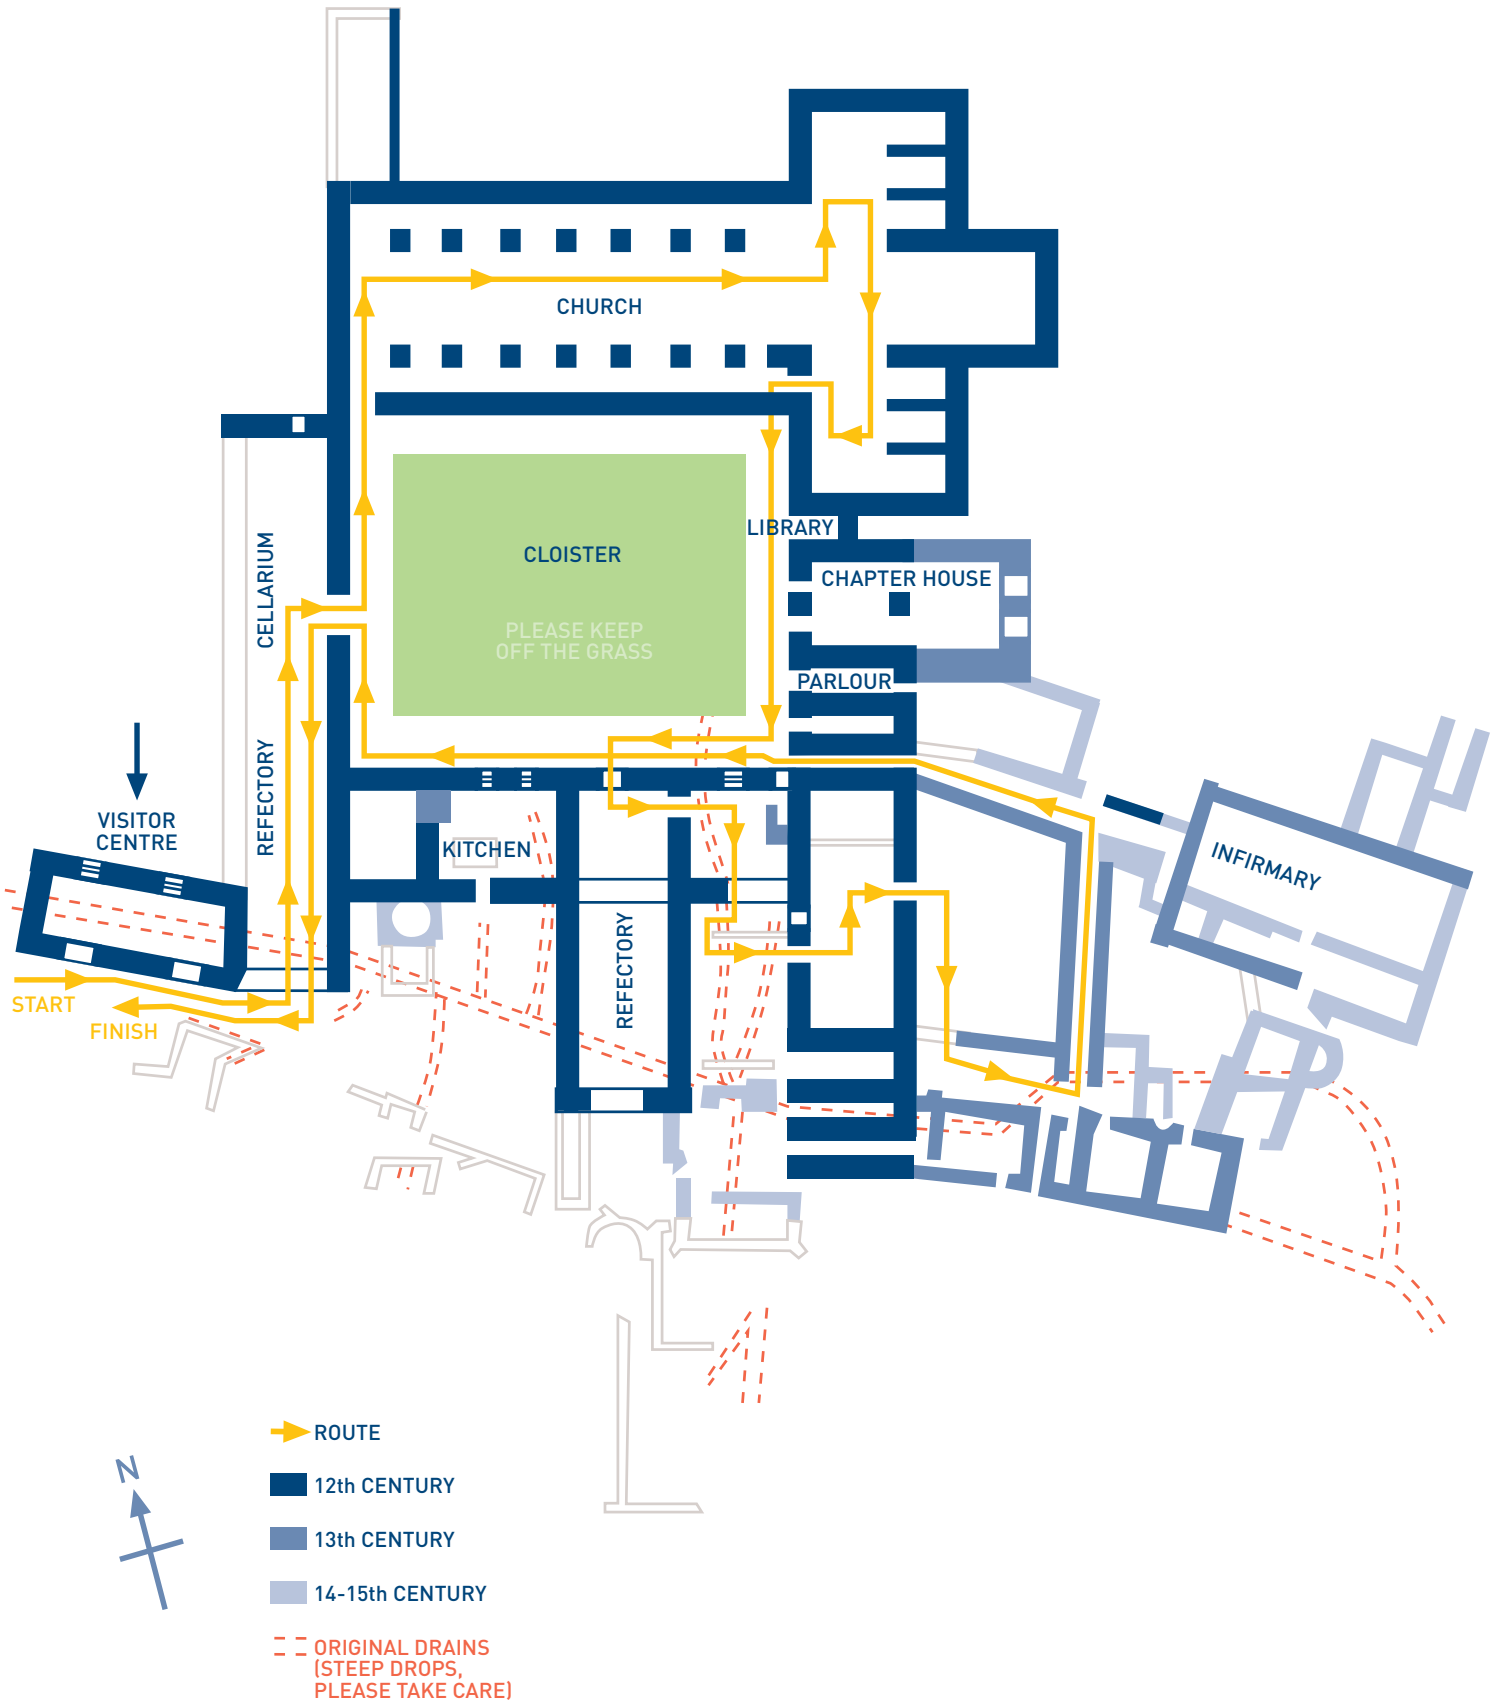 CHURCH
LIBRARY
CLOISTER
CHAPTER HOUSE
CELLARIUM
PLEASE KEEP
OFF THE GRASS
PARLOUR
REFECTORY
VISITOR
CENTRE
KITCHEN
INFIRMARY
REFECTORY
START
FINISH
ROUTE
N
12th CENTURY
13th CENTURY
14-15th CENTURY
ORIGINAL DRAINS
(STEEP DROPS,
PLEASE TAKE CARE)